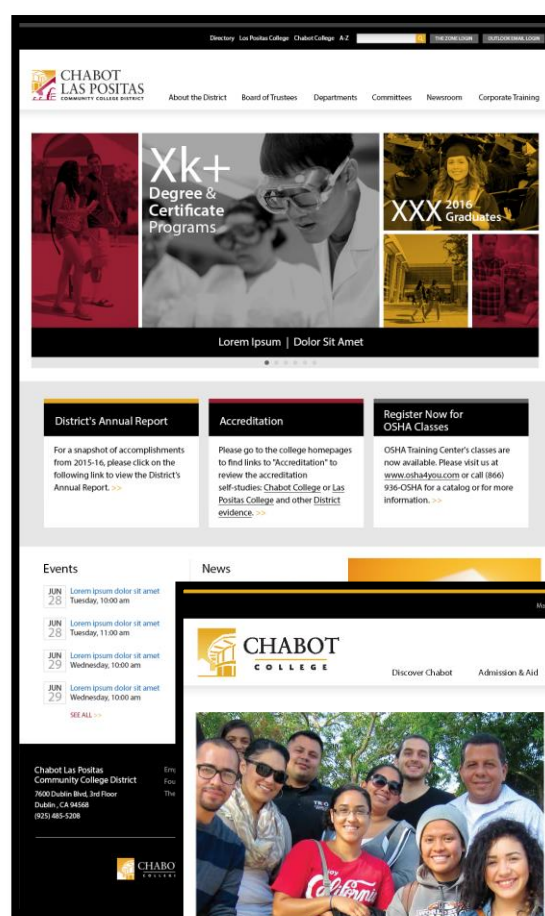 Directory Los Positas College Chabot College A-Z THE ZONE LOGIN OUTLOOK EMAIL LOGIN
CHABOT
LAS POSITAS
COMMUNITY COLLEGE DISTRICT
About the District Board of Trustees Departments Committees Newsroom Corporate Training
Xk+
Degree &
Certificate
Programs
XXX 2016
Graduates
Lorem Ipsum | Dolor Sit Amet
District's Annual Report
For a snapshot of accomplishments
from 2015-16, please click on the
following link to view the District's
Annual Report. >>
Accreditation
Please go to the college homepages
to find links to "Accreditation" to
review the accreditation
self-studies: Chabot College or Las
Positas College and other District
evidence. >>
Register Now for
OSHA Classes
OSHA Training Center's classes are
now available. Please visit us at
www.osha4you.com or call (866)
936-OSHA for a catalog or for more
information. >>
Events
JUN
28
Lorem ipsum dolor sit amet
Tuesday, 10:00 am
JUN
28
Lorem ipsum dolor sit amet
Tuesday, 11:00 am
JUN
29
Lorem ipsum dolor sit amet
Wednesday, 10:00 am
JUN
29
Lorem ipsum dolor sit amet
Wednesday, 10:00 am
SEE ALL >>
News
CHABOT
COLLEGE
Discover Chabot Admission & Aid
California
Chabot Las Positas
Community College District
7600 Dublin Blvd, 3rd Floor
Dublin , CA 94568
(925) 485-5208
CHABO
COLLE